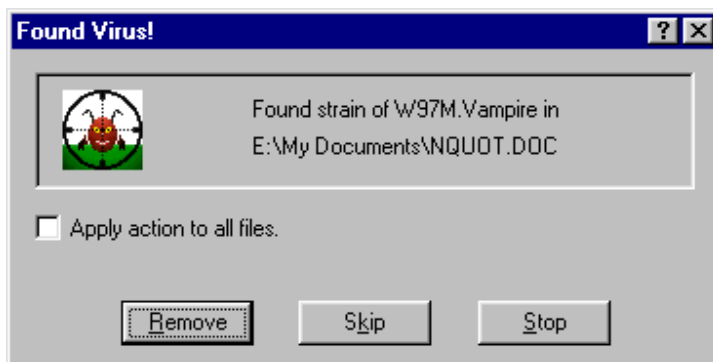 Found Virus!
Found strain of W97M.Vampire in
E:\My Documents\NQUOT.DOC
Apply action to all files.
Remove Skip Stop